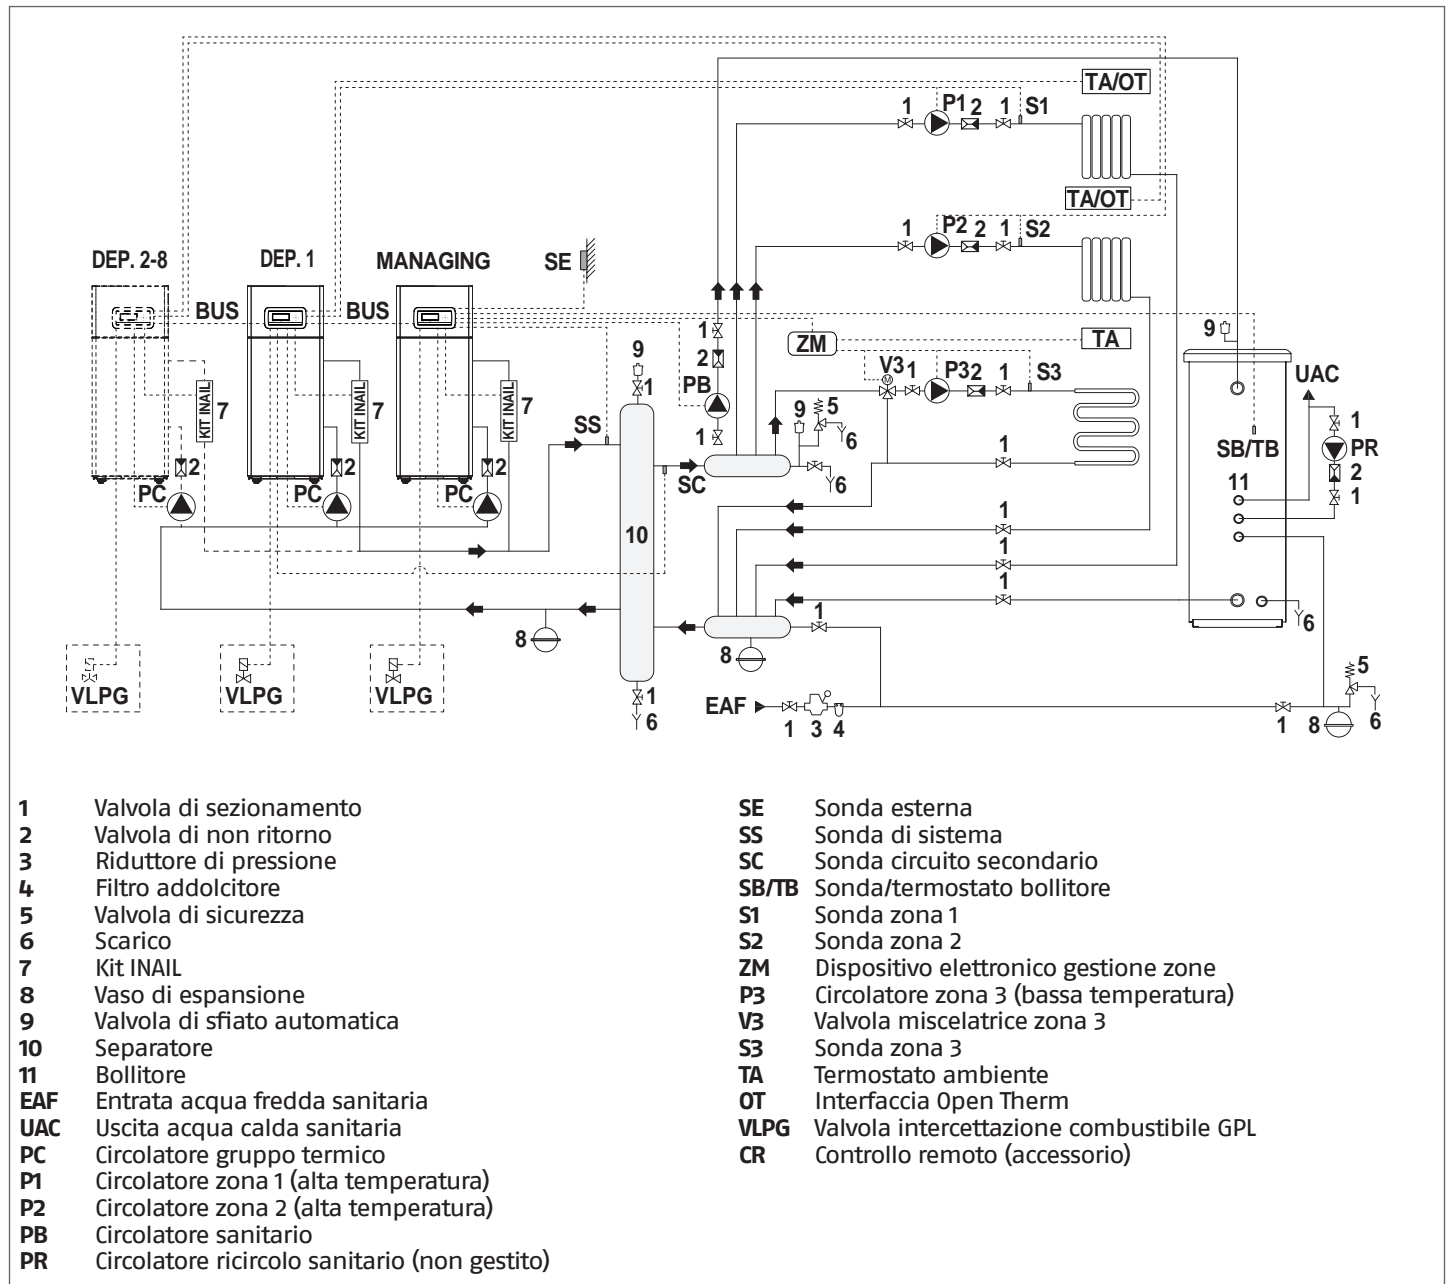 TA/OT
1 P1 2 1 S1
TA/OT
1 P2 2 1 S2
DEP. 2-8 DEP. 1 MANAGING SE
BUS BUS
1 ZM TA 9
9 2 V3 1 P3 2 1 S3 UAC
KIT INAIL 7 KIT INAIL 7 KIT INAIL 7
1 PB 9 5 1
SS 1 6 1 SB/TB PR
2 2 2 SC 6 11 2
PC PC PC 1
10 1
1
1
8 1 6
8 5
VLPG VLPG VLPG
1 EAF
6 1 3 4 1 8 6
1 Valvola di sezionamento
2 Valvola di non ritorno
3 Riduttore di pressione
4 Filtro addolcitore
5 Valvola di sicurezza
6 Scarico
7 Kit INAIL
8 Vaso di espansione
9 Valvola di sfiato automatica
10 Separatore
11 Bollitore
EAF Entrata acqua fredda sanitaria
UAC Uscita acqua calda sanitaria
PC Circolatore gruppo termico
P1 Circolatore zona 1 (alta temperatura)
P2 Circolatore zona 2 (alta temperatura)
PB Circolatore sanitario
PR Circolatore ricircolo sanitario (non gestito)
SE Sonda esterna
SS Sonda di sistema
SC Sonda circuito secondario
SB/TB Sonda/termostato bollitore
S1 Sonda zona 1
S2 Sonda zona 2
ZM Dispositivo elettronico gestione zone
P3 Circolatore zona 3 (bassa temperatura)
V3 Valvola miscelatrice zona 3
S3 Sonda zona 3
TA Termostato ambiente
OT Interfaccia Open Therm
VLPG Valvola intercettazione combustibile GPL
CR Controllo remoto (accessorio)